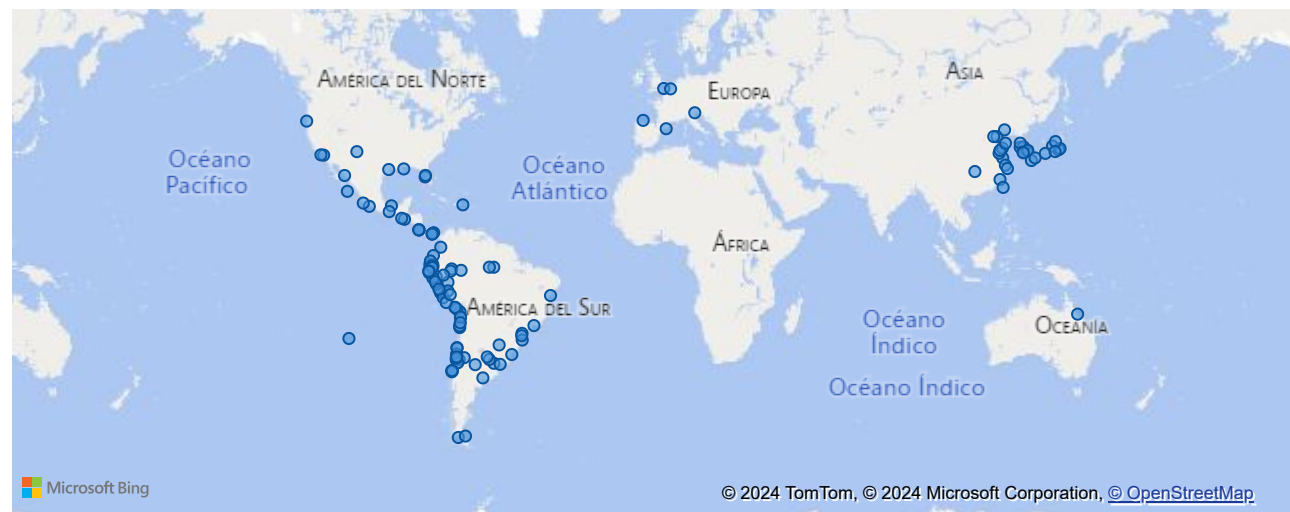 AMÉRICA DEL NORTE
ASIA
EUROPA
Océano
Pacífico
Océano
Atlántico
ÁFRICA
AMÉRICA DEL SUR
Océano
Índico
OCEANÍA
Océano Índico
Microsoft Bing
© 2024 TomTom, © 2024 Microsoft Corporation, © OpenStreetMap